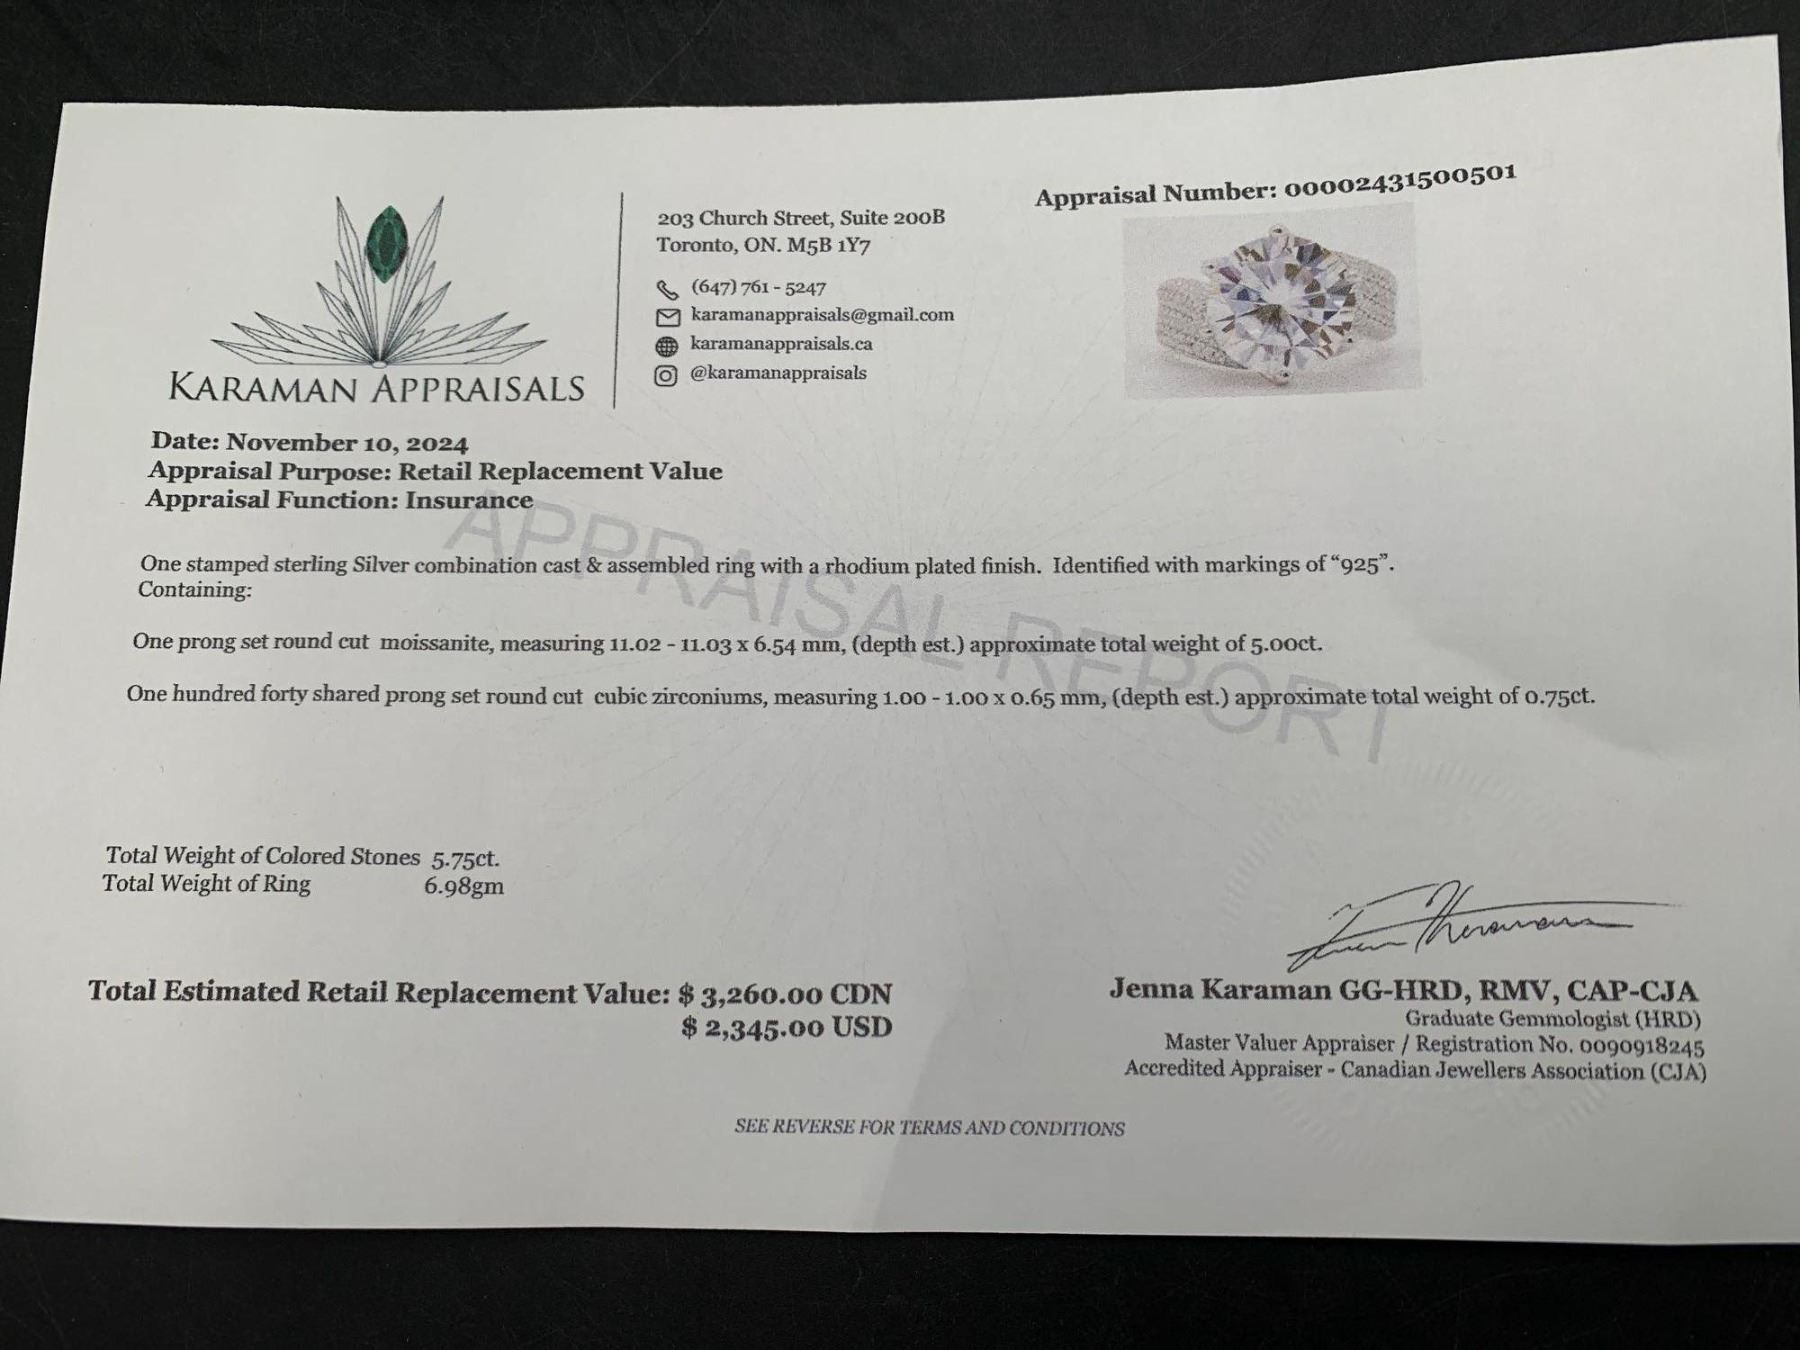 KARAMAN APPRAISALS
203 Church Street, Suite 200B
Toronto, ON. M5B 1Y7
(647) 761 - 5247
karamanappraisals@gmail.com
karamanappraisals.ca
@karamanappraisals
Appraisal Number: 00002431500501
Date: November 10, 2024
Appraisal Purpose: Retail Replacement Value
Appraisal Function: Insurance
APPRAISAL REPORT
One stamped sterling Silver combination cast & assembled ring with a rhodium plated finish. Identified with markings of “925”.
Containing:
One prong set round cut moissanite, measuring 11.02 - 11.03 x 6.54 mm, (depth est.) approximate total weight of 5.00ct.
One hundred forty shared prong set round cut cubic zirconiums, measuring 1.00 - 1.00 x 0.65 mm, (depth est.) approximate total weight of 0.75ct.
Total Weight of Colored Stones 5.75ct.
Total Weight of Ring 6.98gm
Total Estimated Retail Replacement Value: $ 3,260.00 CDN
$ 2,345.00 USD
Jenna Karaman GG-HRD, RMV, CAP-CJA
Graduate Gemmologist (HRD)
Master Valuer Appraiser / Registration No. 0090918245
Accredited Appraiser - Canadian Jewellers Association (CJA)
SEE REVERSE FOR TERMS AND CONDITIONS